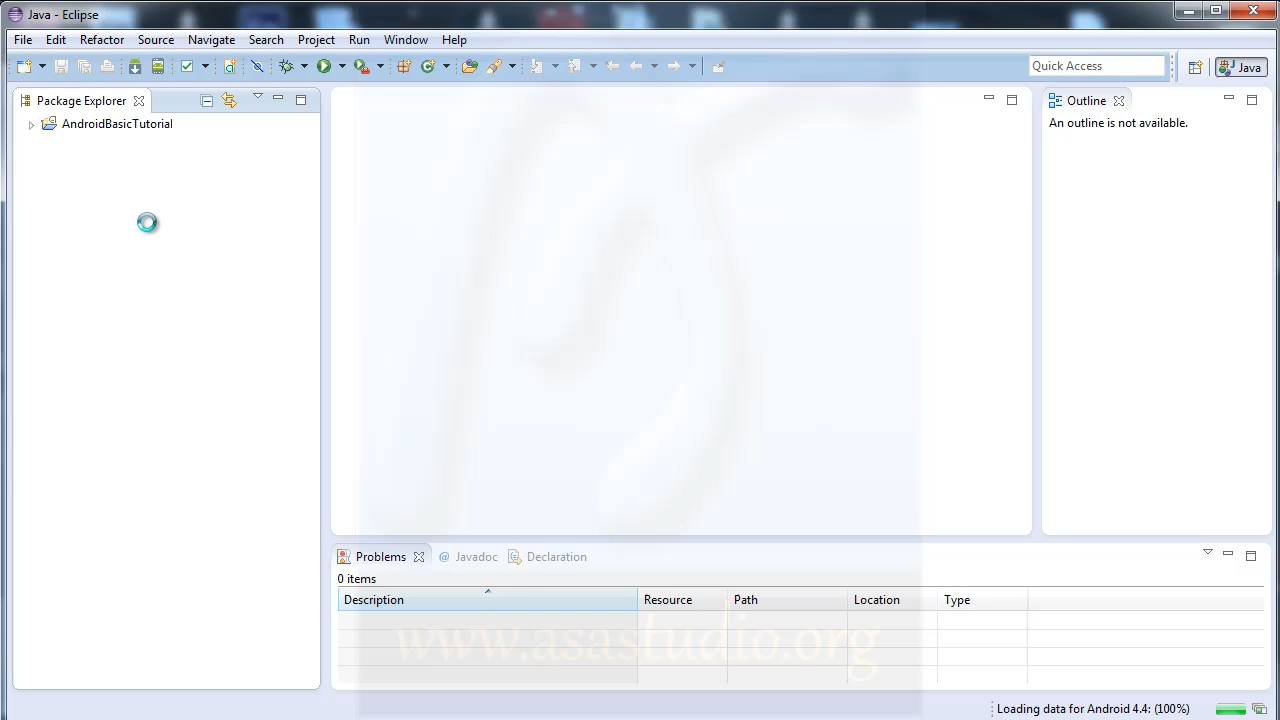 Java - Eclipse
File Edit Refactor Source Navigate Search Project Run Window Help
Quick Access
Java
Package Explorer
AndroidBasicTutorial
Outline
An outline is not available.
Problems @ Javadoc Declaration
0 items
Description Resource Path Location Type
www.asastudio.org
Loading data for Android 4.4: (100%)